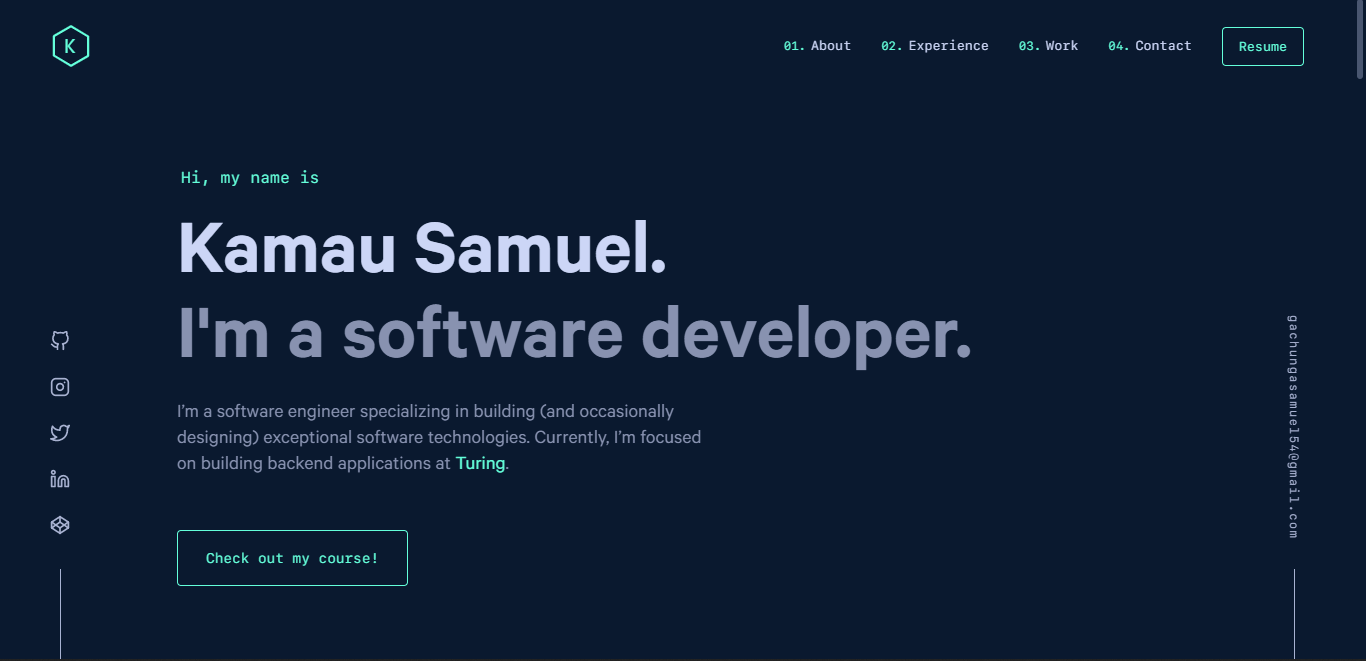 K
01. About 02. Experience 03. Work 04. Contact Resume
Hi, my name is
Kamau Samuel.
I'm a software developer.
I’m a software engineer specializing in building (and occasionally
designing) exceptional software technologies. Currently, I’m focused
on building backend applications at Turing.
Check out my course!
gachungasamuel54@gmail.com